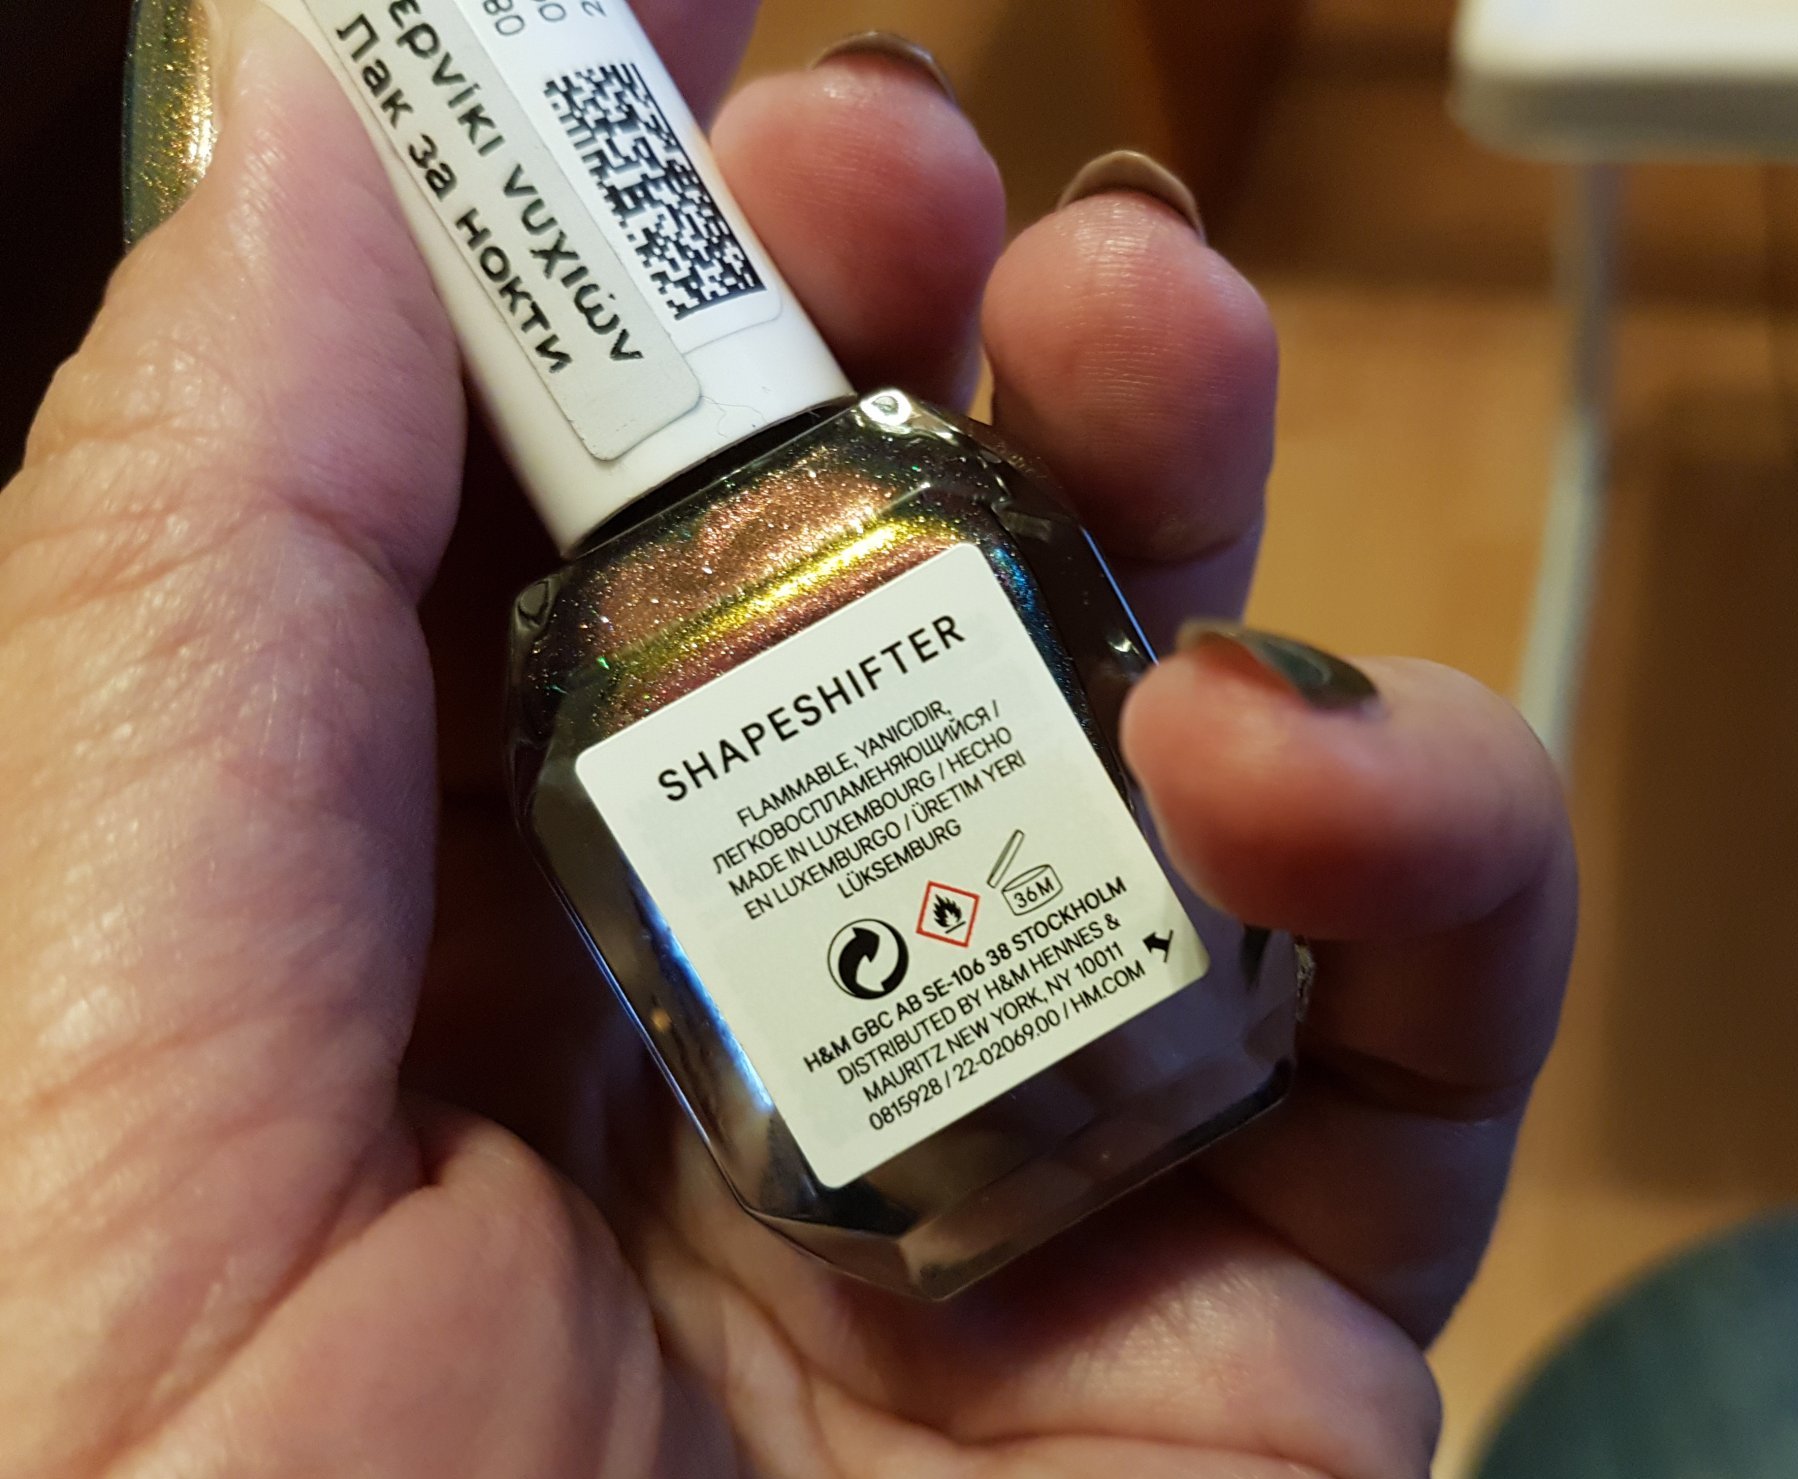 βερνίκι νυχιών
Лак за нокти
SHAPESHIFTER
FLAMMABLE, YANICIDIR,
ЛЕГКОВОСПЛАМЕНЯЮЩИЙСЯ /
MADE IN LUXEMBOURG / HECHO
EN LUXEMBURGO / ÜRETIM YERI
LÜKSEMBURG
36M
H&M GBC AB SE-106 38 STOCKHOLM
DISTRIBUTED BY H&M HENNES &
MAURITZ NEW YORK, NY 10011
0815928 / 22-02069.00 / HM.COM